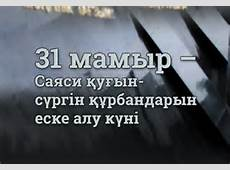 31 мамыр –
Саяси қуғын-
сүргін құрбандарын
еске алу күні